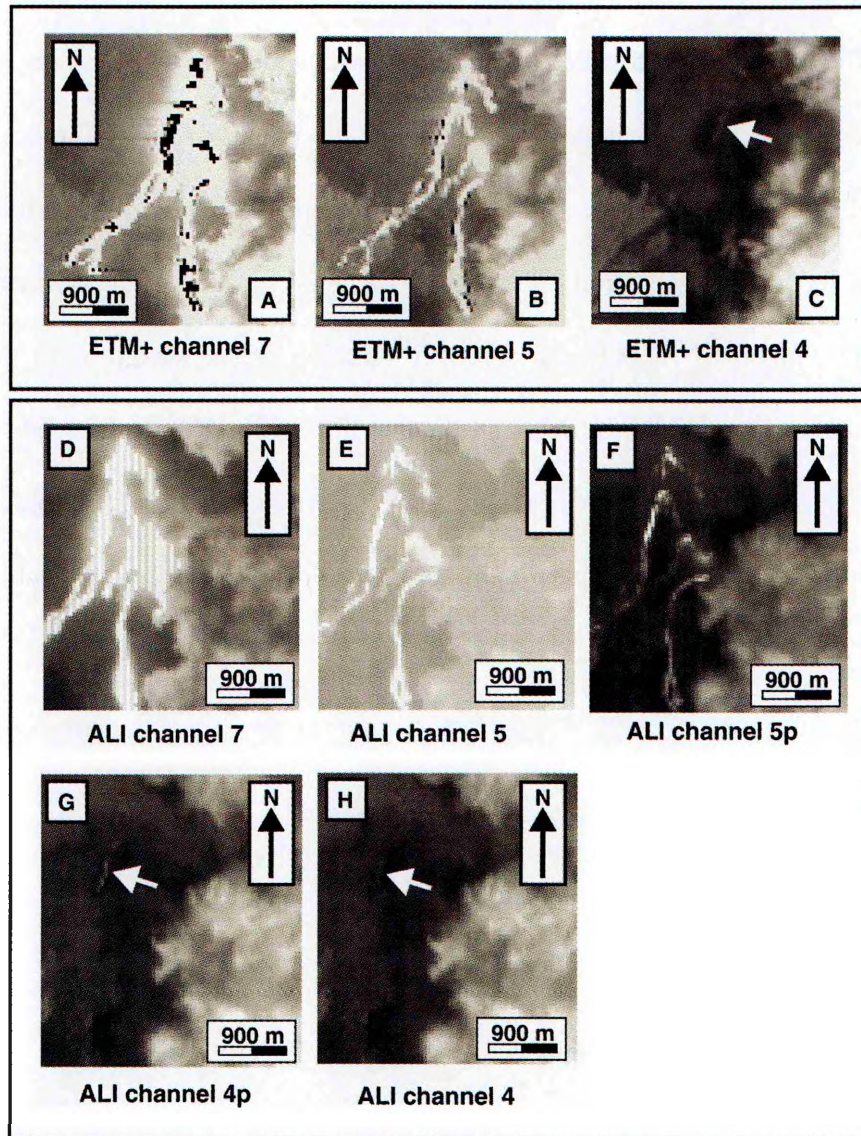 N N N
900 m A 900 m B 900 m C
ETM+ channel 7 ETM+ channel 5 ETM+ channel 4
D N E N F N
900 m 900 m 900 m
ALI channel 7 ALI channel 5 ALI channel 5p
G N H N
900 m 900 m
ALI channel 4p ALI channel 4